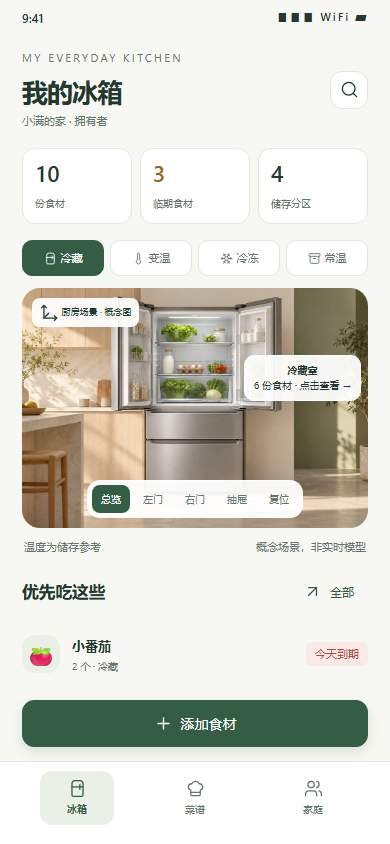 9:41
WiFi
MY EVERYDAY KITCHEN
我的冰箱
小满的家 · 拥有者
10
份食材
3
临期食材
4
储存分区
冷藏
变温
冷冻
常温
厨房场景 · 概念图
冷藏室
6 份食材 · 点击查看 →
总览
左门
右门
抽屉
复位
温度为储存参考
概念场景，非实时模型
优先吃这些
全部
小番茄
2 个 · 冷藏
今天到期
添加食材
冰箱
菜谱
家庭